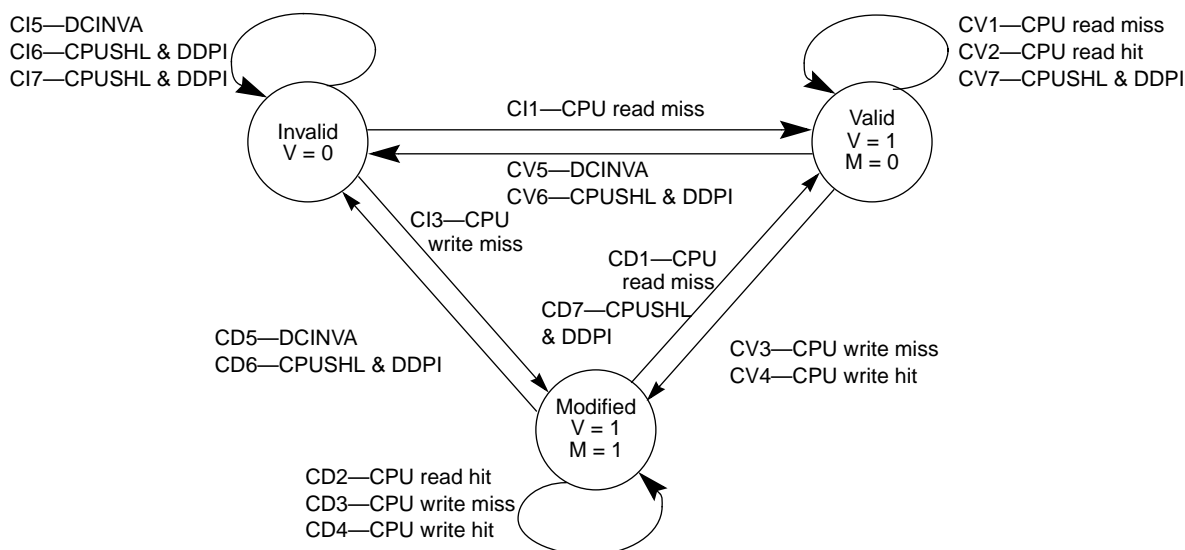 CI5—DCINVA
CI6—CPUSHL & DDPI
CI7—CPUSHL & DDPI
Invalid
V = 0
CI1—CPU read miss
CV5—DCINVA
CV6—CPUSHL & DDPI
CV1—CPU read miss
CV2—CPU read hit
CV7—CPUSHL & DDPI
Valid
V = 1
M = 0
CI3—CPU
write miss
CD1—CPU
read miss
CD7—CPUSHL
& DDPI
CD5—DCINVA
CD6—CPUSHL & DDPI
CV3—CPU write miss
CV4—CPU write hit
Modified
V = 1
M = 1
CD2—CPU read hit
CD3—CPU write miss
CD4—CPU write hit